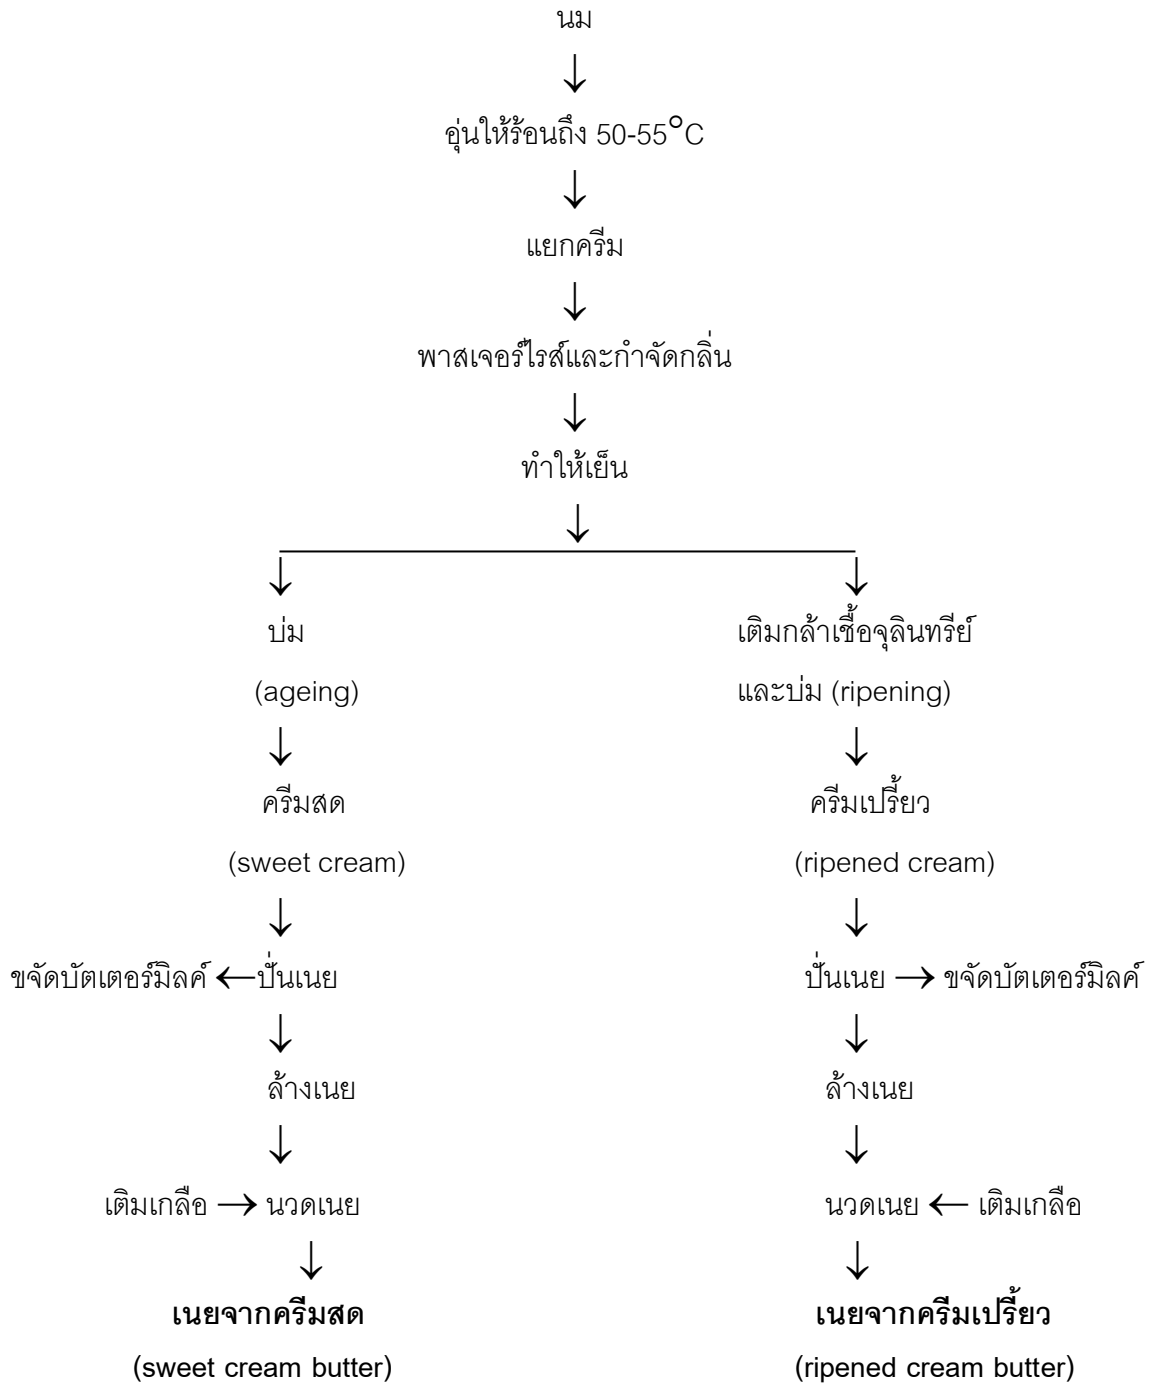 นม
↓
อุ่นให้ร้อนถึง 50-55°C
↓
แยกครีม
↓
พาสเจอร์ไรส์และกำจัดกลิ่น
↓
ทำให้เย็น
↓
↓ ↓
บ่ม เติมกล้าเชื้อจุลินทรีย์
(ageing) และบ่ม (ripening)
↓ ↓
ครีมสด ครีมเปรี้ยว
(sweet cream) (ripened cream)
↓ ↓
ขจัดบัตเตอร์มิลค์ ← ปั่นเนย ปั่นเนย → ขจัดบัตเตอร์มิลค์
↓ ↓
ล้างเนย ล้างเนย
↓ ↓
เติมเกลือ → นวดเนย นวดเนย ← เติมเกลือ
↓ ↓
เนยจากครีมสด เนยจากครีมเปรี้ยว
(sweet cream butter) (ripened cream butter)